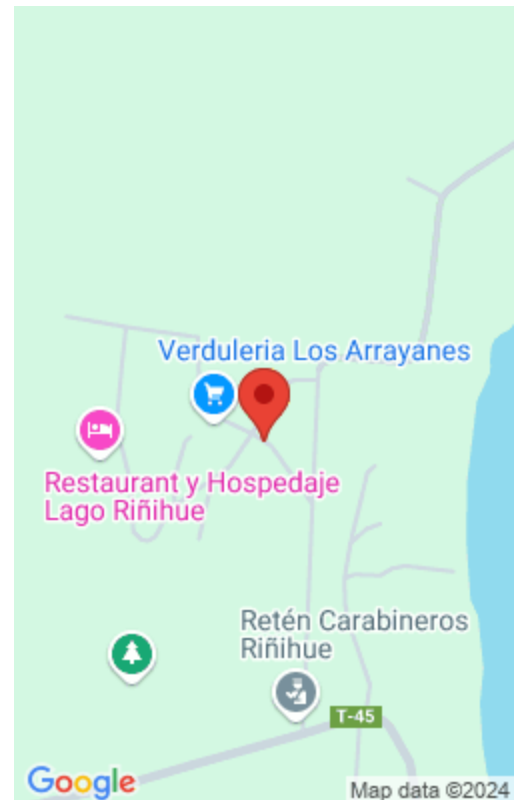 Verduleria Los Arrayanes
Restaurant y Hospedaje
Lago Riñihue
Retén Carabineros
Riñihue
T-45
Google
Map data ©2024